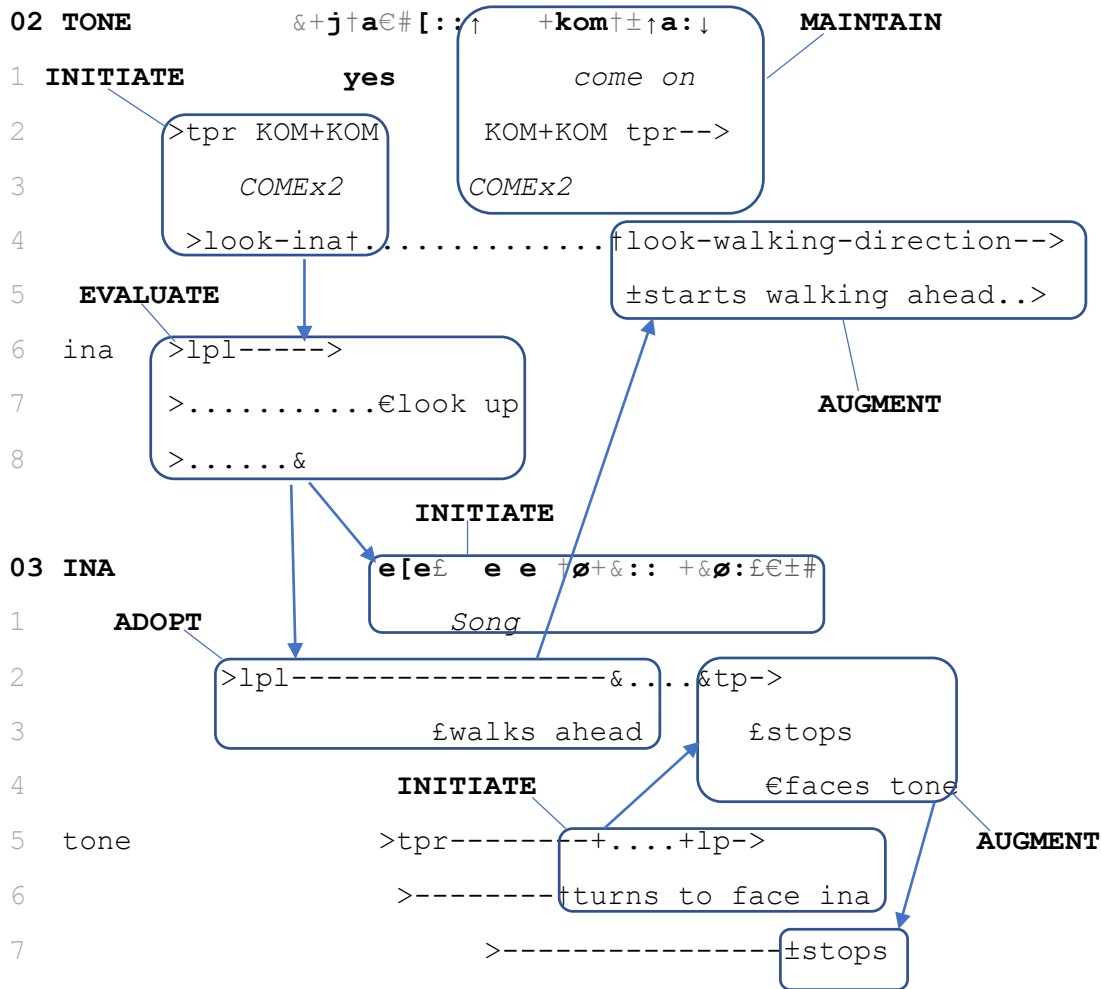 02 TONE &+j†a€#[::↑ +kom†±↑a:↓ MAINTAIN
1 INITIATE yes come on
2 >tpr KOM+KOM KOM+KOM tpr-->
3 COMEx2 COMEx2
4 >look-ina†..............†look-walking-direction-->
5 EVALUATE ±starts walking ahead..>
6 ina >lpl----->
7 >...........€look up AUGMENT
8 >......&
INITIATE
03 INA e[e£ e e †ø+&:: +&ø:£€±#
1 ADOPT Song
2 >lpl------------------&....&tp->
3 £walks ahead £stops
4 INITIATE €faces tone
5 tone >tpr--------+....+lp-> AUGMENT
6 >--------†turns to face ina
7 >----------------±stops